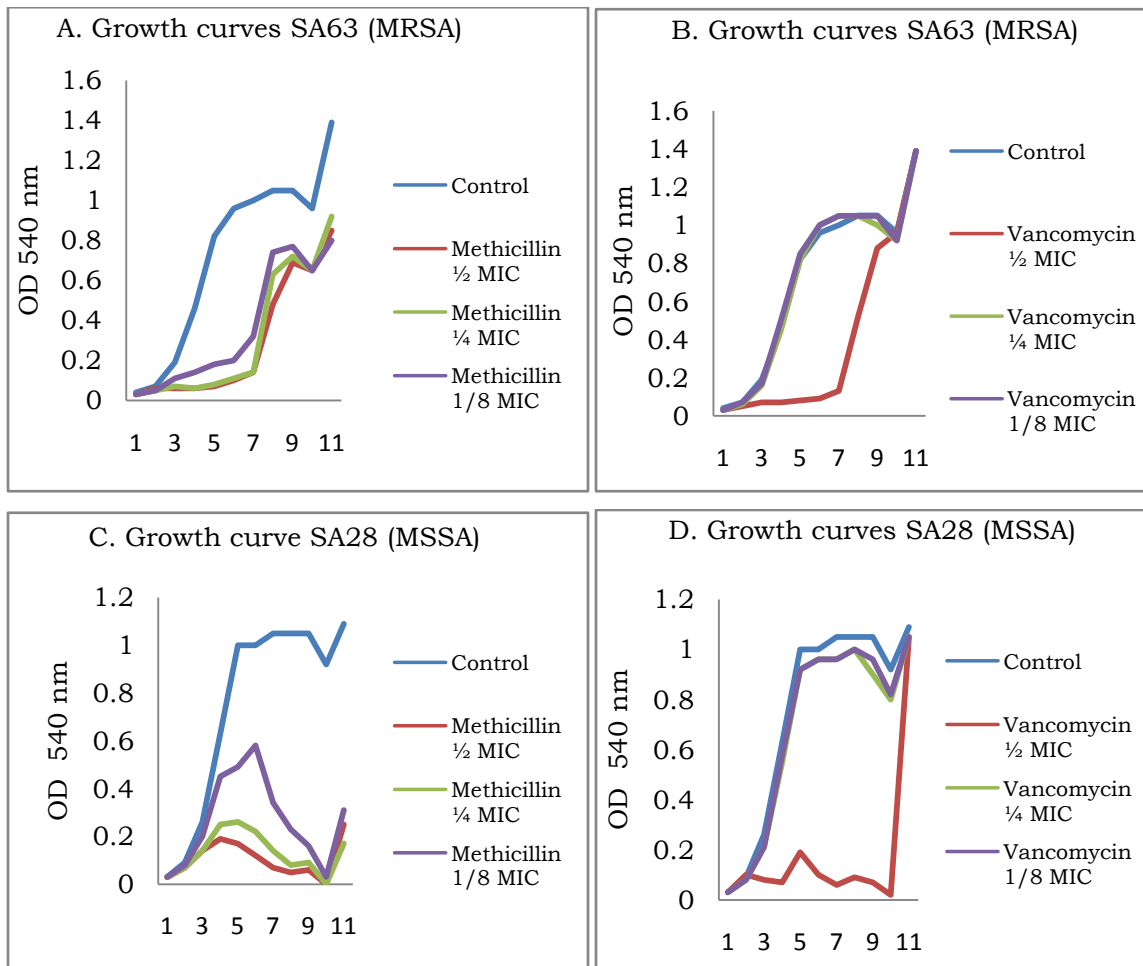 A. Growth curves SA63 (MRSA)
1.6
1.4
1.2
1
0.8
0.6
0.4
0.2
0
OD 540 nm
1 3 5 7 9 11
Control
Methicillin
½ MIC
Methicillin
¼ MIC
Methicillin
1/8 MIC
B. Growth curves SA63 (MRSA)
1.6
1.4
1.2
1
0.8
0.6
0.4
0.2
0
OD 540 nm
1 3 5 7 9 11
Control
Vancomycin
½ MIC
Vancomycin
¼ MIC
Vancomycin
1/8 MIC
C. Growth curve SA28 (MSSA)
1.2
1
0.8
0.6
0.4
0.2
0
OD 540 nm
1 3 5 7 9 11
Control
Methicillin
½ MIC
Methicillin
¼ MIC
Methicillin
1/8 MIC
D. Growth curves SA28 (MSSA)
1.2
1
0.8
0.6
0.4
0.2
0
OD 540 nm
1 3 5 7 9 11
Control
Vancomycin
½ MIC
Vancomycin
¼ MIC
Vancomycin
1/8 MIC